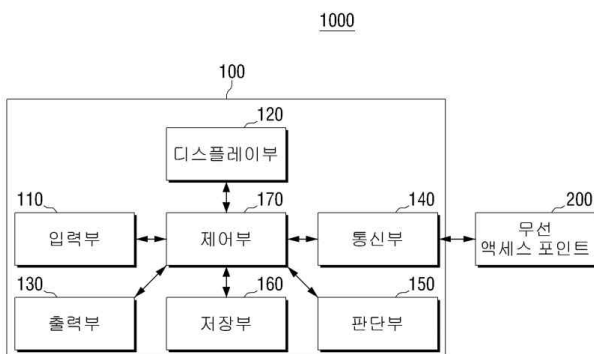 1000
100
120
디스플레이부
110
170
140
200
입력부
제어부
통신부
무선
액세스 포인트
130
160
150
출력부
저장부
판단부